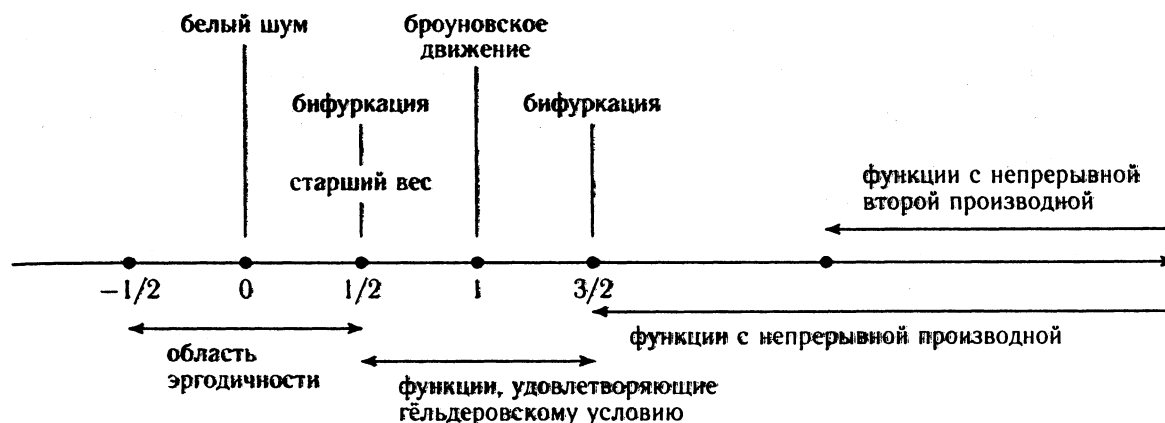 белый шум
броуновское
движение
бифуркация
бифуркация
старший вес
функции с непрерывной
второй производной
−1/2
0
1/2
1
3/2
функции с непрерывной производной
область
эргодичности
функции, удовлетворяющие
гёльдеровскому условию